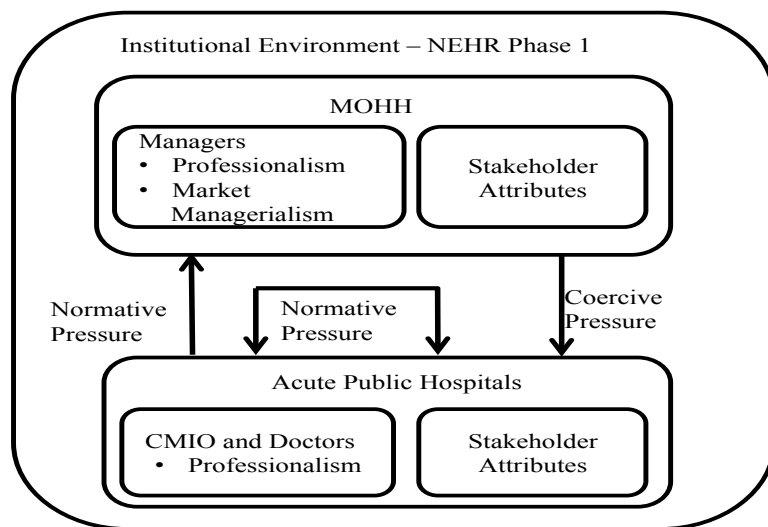 Institutional Environment – NEHR Phase 1
MOHH
Managers
• Professionalism
• Market
Managerialism
Stakeholder
Attributes
Normative
Pressure
Normative
Pressure
Coercive
Pressure
Acute Public Hospitals
CMIO and Doctors
• Professionalism
Stakeholder
Attributes